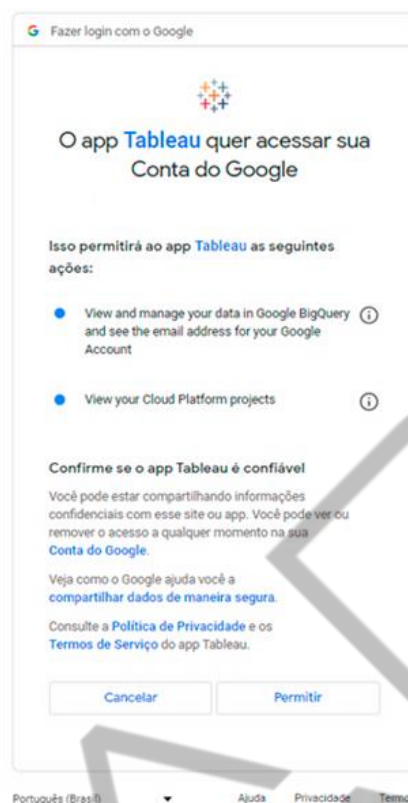 Fazer login com o Google
O app Tableau quer acessar sua
Conta do Google
Isso permitirá ao app Tableau as seguintes
ações:
View and manage your data in Google BigQuery
and see the email address for your Google
Account
View your Cloud Platform projects
Confirme se o app Tableau é confiável
Você pode estar compartilhando informações
confidenciais com esse site ou app. Você pode ver ou
remover o acesso a qualquer momento na sua
Conta do Google.
Veja como o Google ajuda você a
compartilhar dados de maneira segura.
Consulte a Política de Privacidade e os
Termos de Serviço do app Tableau.
Cancelar Permitir
Português (Brasil) Ajuda Privacidade Termo